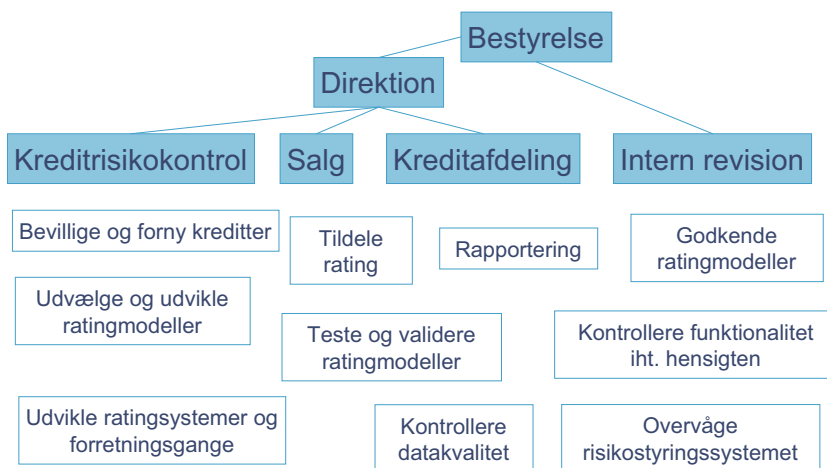 Bestyrelse
Direktion
Kreditrisikokontrol
Salg
Kreditafdeling
Intern revision
Bevillige og forny kreditter
Tildele
rating
Rapportering
Godkende
ratingmodeller
Udvælge og udvikle
ratingmodeller
Teste og validere
ratingmodeller
Kontrollere funktionalitet
iht. hensigten
Udvikle ratingsystemer og
forretningsgange
Kontrollere
datakvalitet
Overvåge
risikostyringssystemet